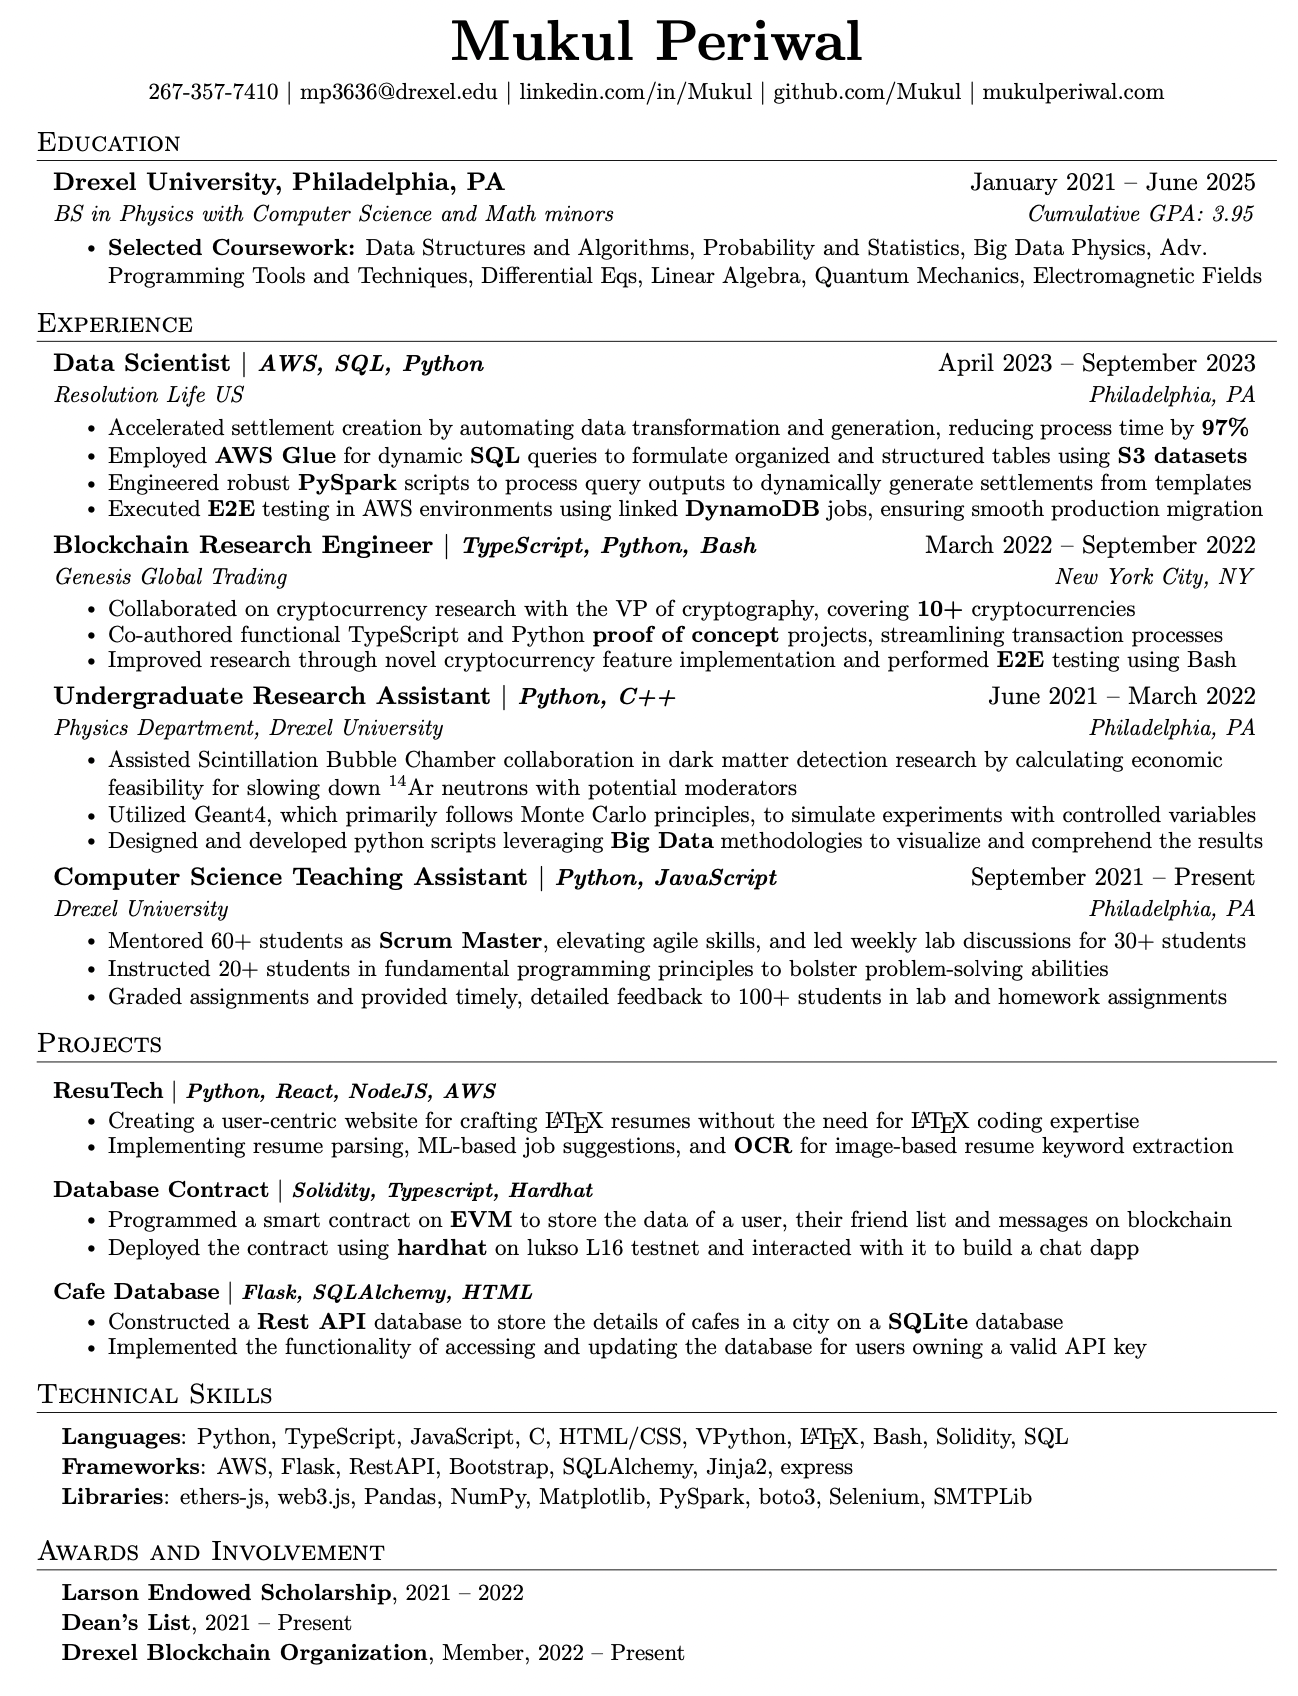 Mukul Periwal
267-357-7410 | mp3636@drexel.edu | linkedin.com/in/Mukul | github.com/Mukul | mukulperiwal.com
Education
Drexel University, Philadelphia, PA January 2021 – June 2025
BS in Physics with Computer Science and Math minors Cumulative GPA: 3.95
• Selected Coursework: Data Structures and Algorithms, Probability and Statistics, Big Data Physics, Adv.
Programming Tools and Techniques, Differential Eqs, Linear Algebra, Quantum Mechanics, Electromagnetic Fields
Experience
Data Scientist | AWS, SQL, Python April 2023 – September 2023
Resolution Life US Philadelphia, PA
• Accelerated settlement creation by automating data transformation and generation, reducing process time by 97%
• Employed AWS Glue for dynamic SQL queries to formulate organized and structured tables using S3 datasets
• Engineered robust PySpark scripts to process query outputs to dynamically generate settlements from templates
• Executed E2E testing in AWS environments using linked DynamoDB jobs, ensuring smooth production migration
Blockchain Research Engineer | TypeScript, Python, Bash March 2022 – September 2022
Genesis Global Trading New York City, NY
• Collaborated on cryptocurrency research with the VP of cryptography, covering 10+ cryptocurrencies
• Co-authored functional TypeScript and Python proof of concept projects, streamlining transaction processes
• Improved research through novel cryptocurrency feature implementation and performed E2E testing using Bash
Undergraduate Research Assistant | Python, C++ June 2021 – March 2022
Physics Department, Drexel University Philadelphia, PA
• Assisted Scintillation Bubble Chamber collaboration in dark matter detection research by calculating economic
feasibility for slowing down ¹⁴Ar neutrons with potential moderators
• Utilized Geant4, which primarily follows Monte Carlo principles, to simulate experiments with controlled variables
• Designed and developed python scripts leveraging Big Data methodologies to visualize and comprehend the results
Computer Science Teaching Assistant | Python, JavaScript September 2021 – Present
Drexel University Philadelphia, PA
• Mentored 60+ students as Scrum Master, elevating agile skills, and led weekly lab discussions for 30+ students
• Instructed 20+ students in fundamental programming principles to bolster problem-solving abilities
• Graded assignments and provided timely, detailed feedback to 100+ students in lab and homework assignments
Projects
ResuTech | Python, React, NodeJS, AWS
• Creating a user-centric website for crafting LATEX resumes without the need for LATEX coding expertise
• Implementing resume parsing, ML-based job suggestions, and OCR for image-based resume keyword extraction
Database Contract | Solidity, Typescript, Hardhat
• Programmed a smart contract on EVM to store the data of a user, their friend list and messages on blockchain
• Deployed the contract using hardhat on lukso L16 testnet and interacted with it to build a chat dapp
Cafe Database | Flask, SQLAlchemy, HTML
• Constructed a Rest API database to store the details of cafes in a city on a SQLite database
• Implemented the functionality of accessing and updating the database for users owning a valid API key
Technical Skills
Languages: Python, TypeScript, JavaScript, C, HTML/CSS, VPython, LATEX, Bash, Solidity, SQL
Frameworks: AWS, Flask, RestAPI, Bootstrap, SQLAlchemy, Jinja2, express
Libraries: ethers-js, web3.js, Pandas, NumPy, Matplotlib, PySpark, boto3, Selenium, SMTPLib
Awards and Involvement
Larson Endowed Scholarship, 2021 – 2022
Dean's List, 2021 – Present
Drexel Blockchain Organization, Member, 2022 – Present